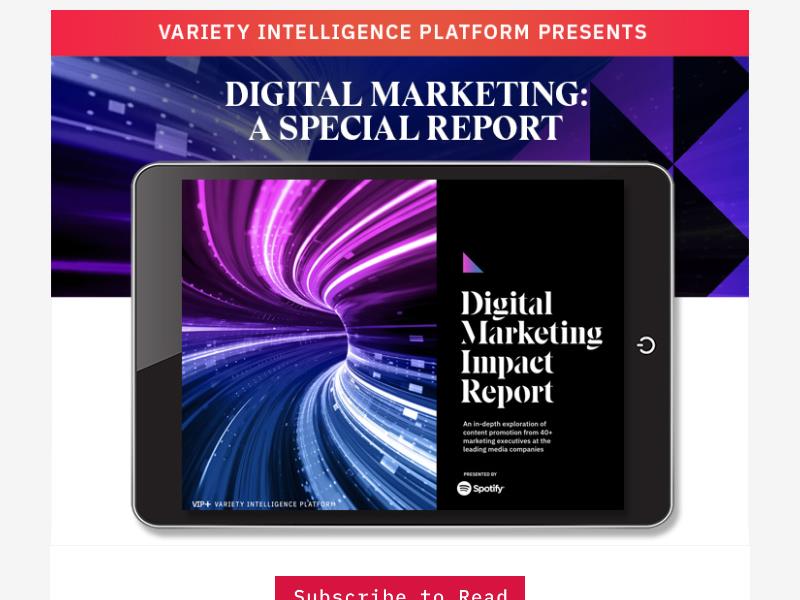 VARIETY INTELLIGENCE PLATFORM PRESENTS
DIGITAL MARKETING:
A SPECIAL REPORT
Digital
Marketing
Impact
Report
An in-depth exploration of
content promotion from 40+
marketing executives at the
leading media companies
PRESENTED BY
Spotify
VIP+ VARIETY INTELLIGENCE PLATFORM
Subscribe to Read